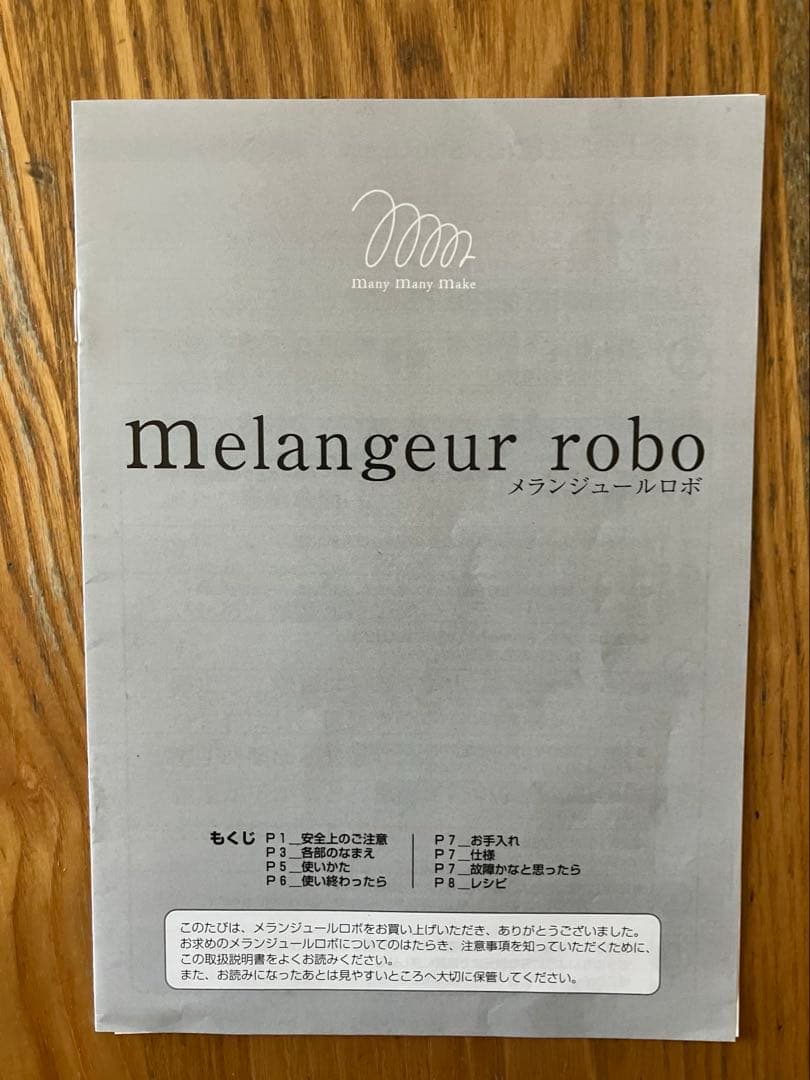 many many make
melangeur robo
メランジュールロボ
もくじ
P1__安全上のご注意
P3__各部のなまえ
P5__使いかた
P6__使い終わったら
P7__お手入れ
P7__仕様
P7__故障かなと思ったら
P8__レシピ
このたびは、メランジュールロボをお買い上げいただき、ありがとうございました。
お求めのメランジュールロボについてのはたらき、注意事項を知っていただくために、
この取扱説明書をよくお読みください。
また、お読みになったあとは見やすいところへ大切に保管してください。